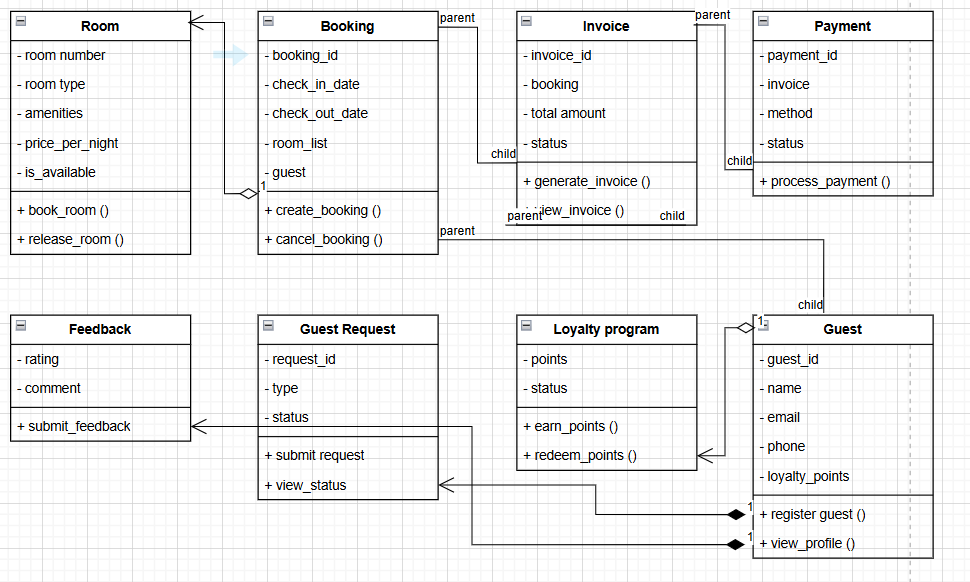 Room
- room number
- room type
- amenities
- price_per_night
- is_available
+ book_room ()
+ release_room ()
Booking
- booking_id
- check_in_date
- check_out_date
- room_list
- guest
1
+ create_booking ()
+ cancel_booking ()
parent
child
parent
child
Invoice
- invoice_id
- booking
- total amount
- status
+ generate_invoice ()
view_invoice ()
parent
child
parent
child
Payment
- payment_id
- invoice
- method
- status
+ process_payment ()
Feedback
- rating
- comment
+ submit_feedback
Guest Request
- request_id
- type
- status
+ submit request
+ view_status
Loyalty program
- points
- status
+ earn_points ()
+ redeem_points ()
1
Guest
- guest_id
- name
- email
- phone
- loyalty_points
1
+ register guest ()
1
+ view_profile ()